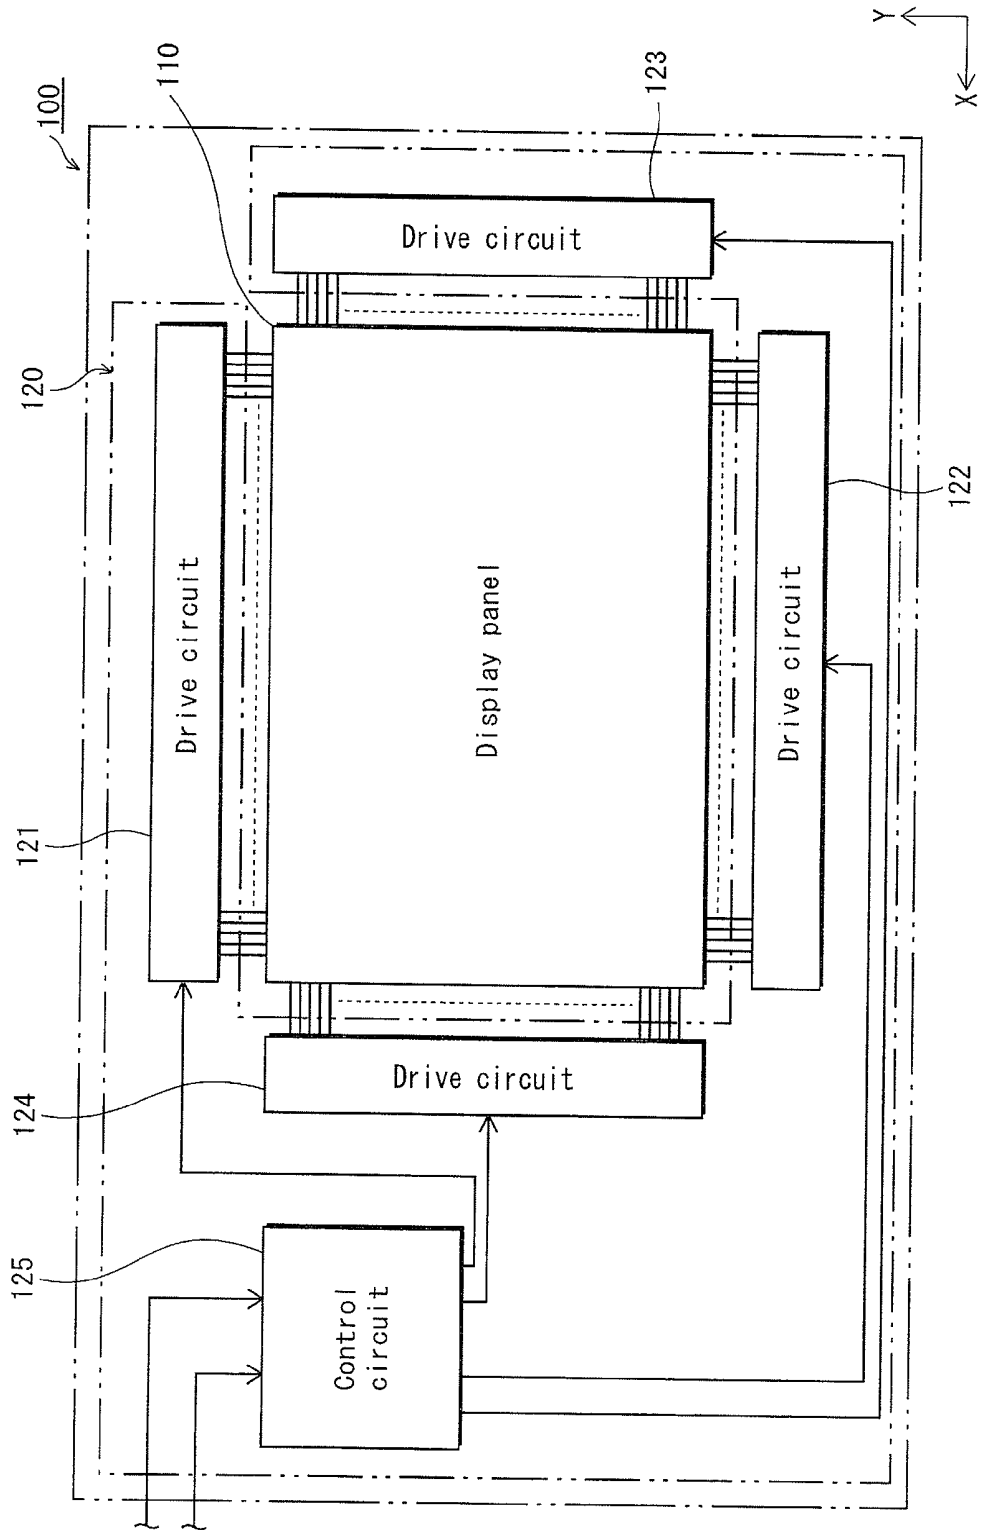 100
110
120
121
Drive circuit
Drive circuit
123
Display panel
Drive circuit
122
124
Drive circuit
125
Control
circuit
X
Y